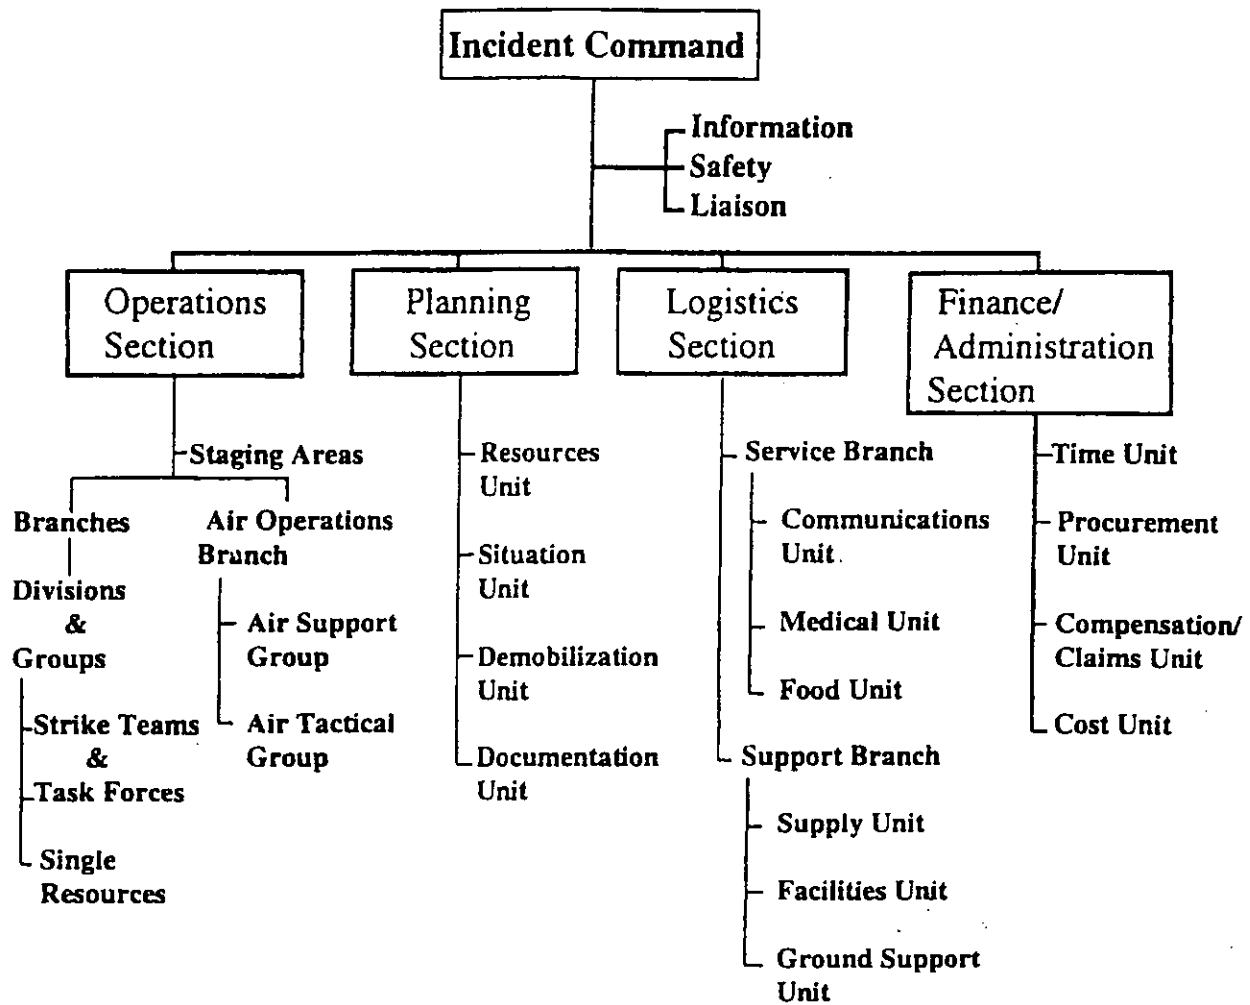 Incident Command
Information
Safety
Liaison
Operations
Section
Planning
Section
Logistics
Section
Finance/
Administration
Section
Staging Areas
Branches
Divisions
&
Groups
Strike Teams
&
Task Forces
Single
Resources
Air Operations
Branch
Air Support
Group
Air Tactical
Group
Resources
Unit
Situation
Unit
Demobilization
Unit
Documentation
Unit
Service Branch
Communications
Unit
Medical Unit
Food Unit
Support Branch
Supply Unit
Facilities Unit
Ground Support
Unit
Time Unit
Procurement
Unit
Compensation/
Claims Unit
Cost Unit